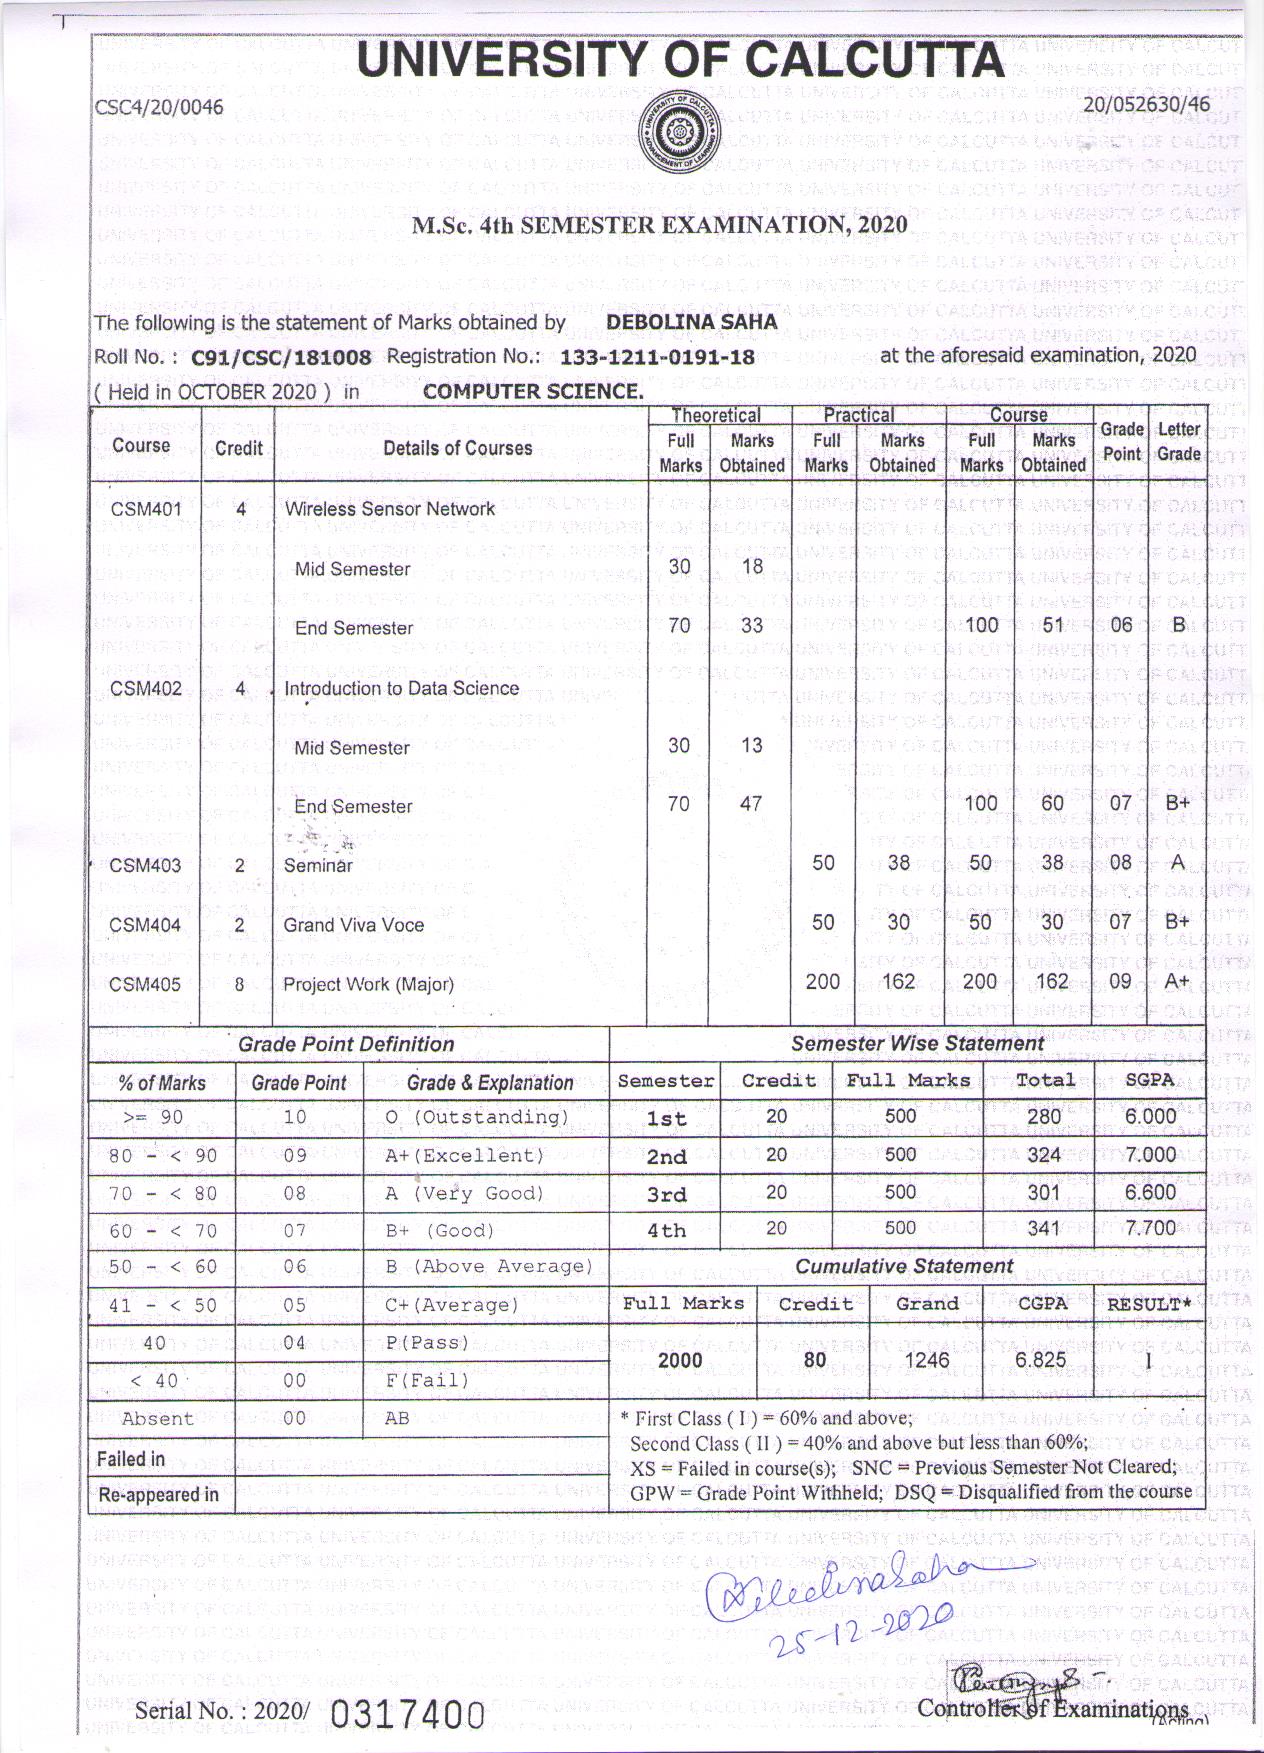 UNIVERSITY OF CALCUTTA
CSC4/20/0046
20/052630/46
UNIVERSITY OF CALCUTTA
ADVANCEMENT OF LEARNING
M.Sc. 4th SEMESTER EXAMINATION, 2020
The following is the statement of Marks obtained by DEBOLINA SAHA
Roll No. : C91/CSC/181008 Registration No.: 133-1211-0191-18 at the aforesaid examination, 2020
( Held in OCTOBER 2020 ) in COMPUTER SCIENCE.
Theoretical Practical Course
Course Credit Details of Courses Full Marks Marks Obtained Full Marks Marks Obtained Full Marks Marks Obtained Grade Point Letter Grade
CSM401 4 Wireless Sensor Network
Mid Semester 30 18
End Semester 70 33 100 51 06 B
CSM402 4 Introduction to Data Science
Mid Semester 30 13
End Semester 70 47 100 60 07 B+
CSM403 2 Seminar 50 38 50 38 08 A
CSM404 2 Grand Viva Voce 50 30 50 30 07 B+
CSM405 8 Project Work (Major) 200 162 200 162 09 A+
Grade Point Definition
% of Marks Grade Point Grade & Explanation
>= 90 10 O (Outstanding)
80 - < 90 09 A+(Excellent)
70 - < 80 08 A (Very Good)
60 - < 70 07 B+ (Good)
50 - < 60 06 B (Above Average)
41 - < 50 05 C+(Average)
40 04 P(Pass)
< 40 00 F(Fail)
Absent 00 AB
Failed in
Re-appeared in
Semester Wise Statement
Semester Credit Full Marks Total SGPA
1st 20 500 280 6.000
2nd 20 500 324 7.000
3rd 20 500 301 6.600
4th 20 500 341 7.700
Cumulative Statement
Full Marks Credit Grand CGPA RESULT*
2000 80 1246 6.825 I
* First Class ( I ) = 60% and above;
Second Class ( II ) = 40% and above but less than 60%;
XS = Failed in course(s); SNC = Previous Semester Not Cleared;
GPW = Grade Point Withheld; DSQ = Disqualified from the course
Debolina Saha
25-12-2020
Controller of Examinations
(Acting)
Serial No. : 2020/ 0317400